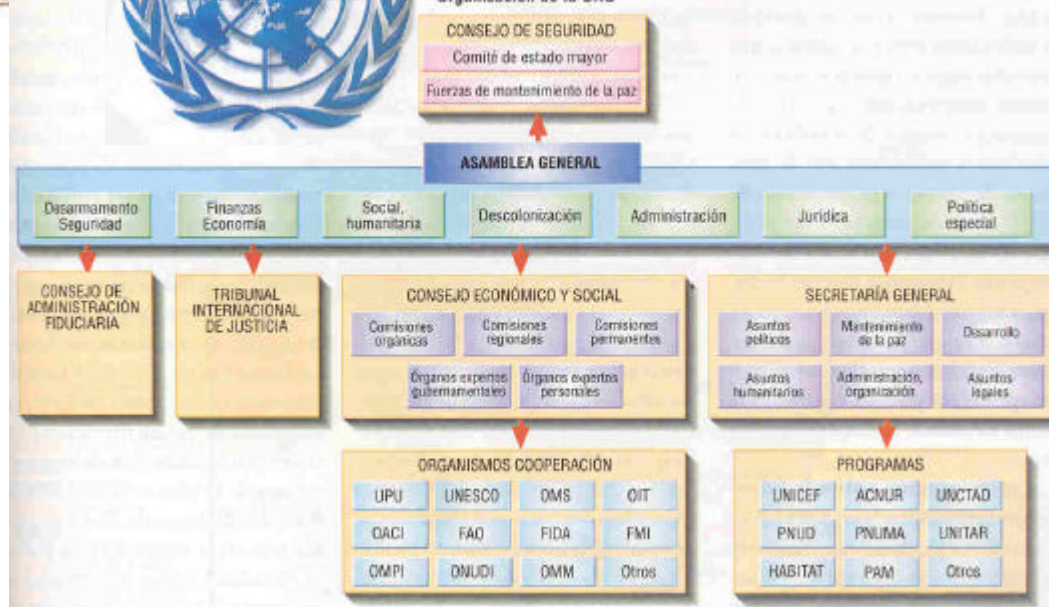 Organización de la ONU
CONSEJO DE SEGURIDAD
Comité de estado mayor
Fuerzas de mantenimiento de la paz
ASAMBLEA GENERAL
Desarmamento
Seguridad
Finanzas
Economía
Social,
humanitaria
Descolonización
Administración
Jurídica
Política
especial
CONSEJO DE
ADMINISTRACIÓN
FIDUCIARIA
TRIBUNAL
INTERNACIONAL
DE JUSTICIA
CONSEJO ECONÓMICO Y SOCIAL
Comisiones
orgánicas
Comisiones
regionales
Comisiones
permanentes
Órganos expertos
gubernamentales
Órganos expertos
personales
SECRETARÍA GENERAL
Asuntos
políticos
Mantenimiento
de la paz
Desarrollo
Asuntos
humanitarios
Administración,
organización
Asuntos
legales
ORGANISMOS COOPERACIÓN
UPU
UNESCO
OMS
OIT
OACI
FAO
FIDA
FMI
OMPI
ONUDI
OMM
Otros
PROGRAMAS
UNICEF
ACNUR
UNCTAD
PNUD
PNUMA
UNITAR
HABITAT
PAM
Otros